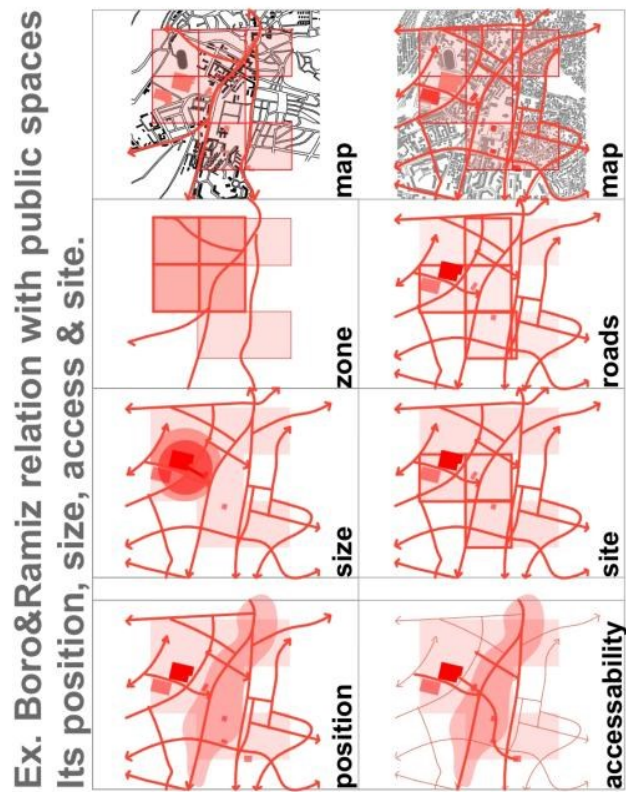 Ex. Boro&Ramiz relation with public spaces
Its position, size, access & site.
position
size
zone
map
accessability
site
roads
map